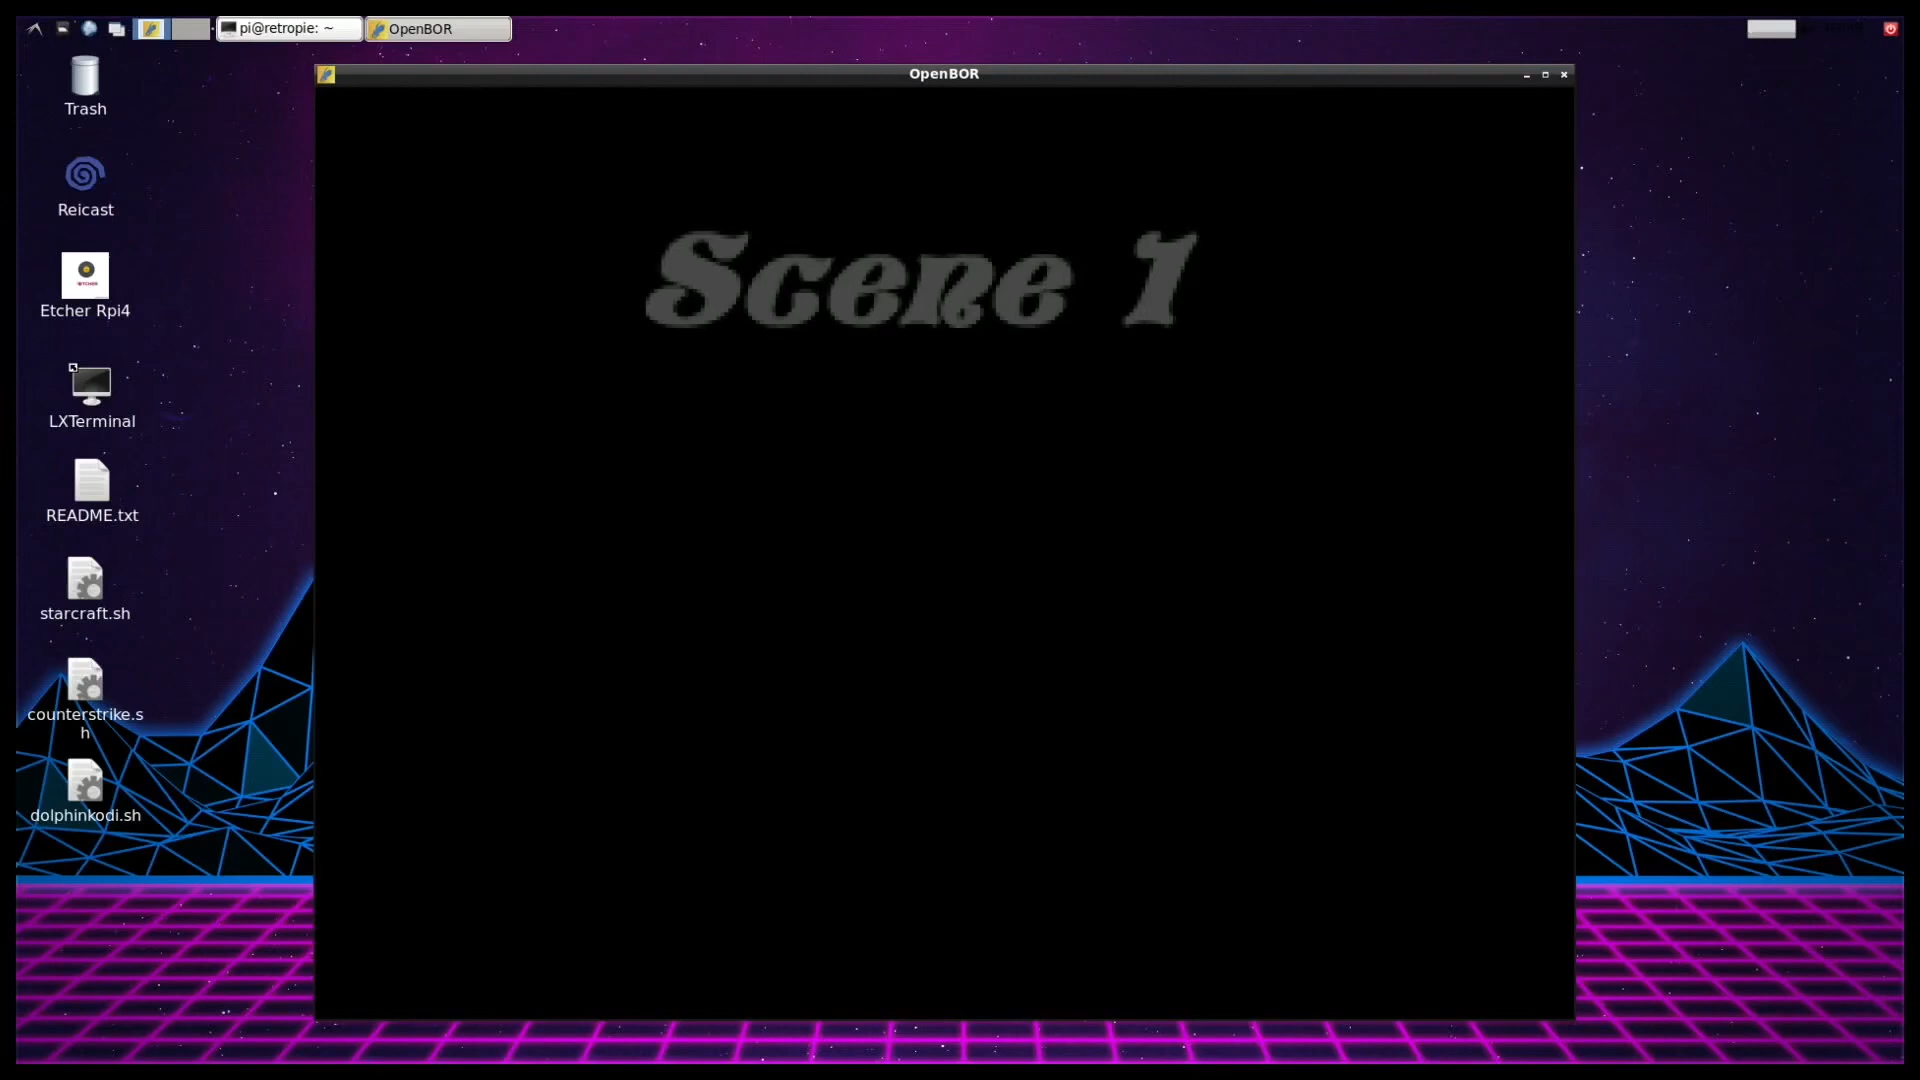 pi@retropie: ~
OpenBOR
OpenBOR
Trash
Reicast
Etcher Rpi4
LXTerminal
README.txt
starcraft.sh
counterstrike.s
h
dolphinkodi.sh
Scene 1